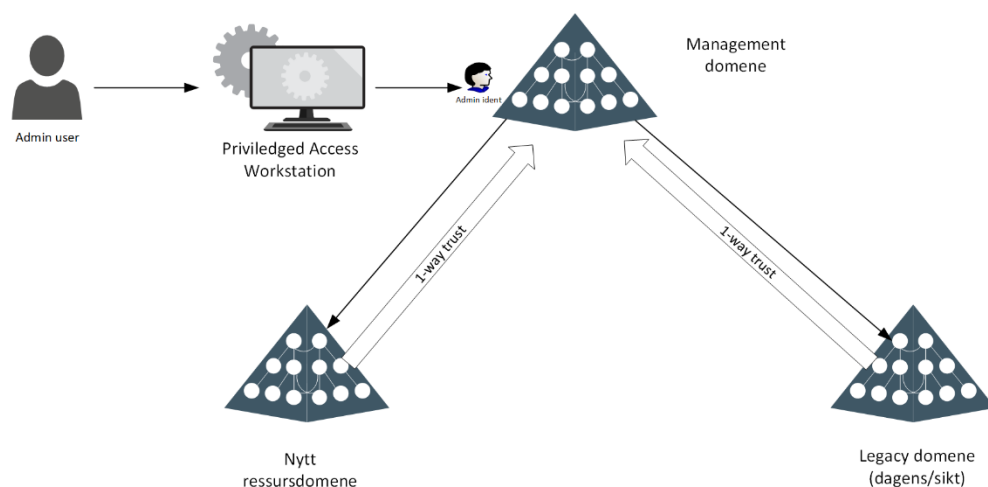 Admin user
Priviledged Access
Workstation
Admin ident
Management
domene
1-way trust
1-way trust
Nytt
ressursdomene
Legacy domene
(dagens/sikt)